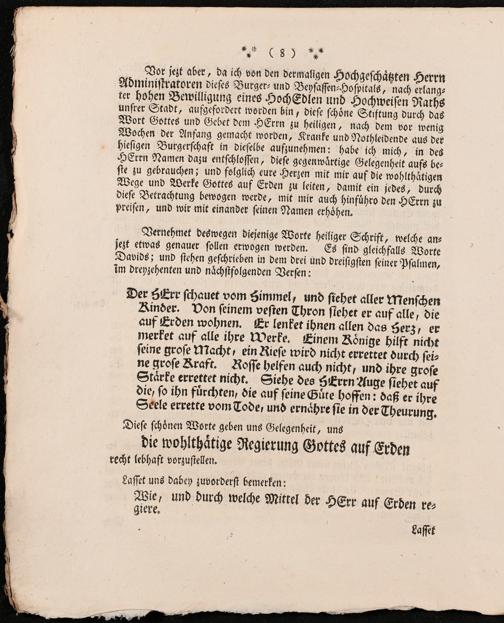 ( 8 )
Vor jezt aber, da ich von den dermaligen Hochgeschätzten Herrn
Administratoren dieses Burger- und Beysassen-Hospitals, nach erlang-
ter hohen Bewilligung eines HochEdlen und Hochweisen Raths
unsrer Stadt, aufgefordert worden bin, diese schöne Stiftung durch das
Wort Gottes und Gebet dem HErrn zu heiligen, nach dem vor wenig
Wochen der Anfang gemacht worden, Kranke und Nothleidende aus der
hiesigen Burgerschaft in dieselbe aufzunehmen: habe ich mich, in des
HErrn Namen dazu entschlossen, diese gegenwärtige Gelegenheit aufs be-
ste zu gebrauchen; und folglich eure Herzen mit mir auf die wohlthätigen
Wege und Werke Gottes auf Erden zu leiten, damit ein jedes, durch
diese Betrachtung bewogen werde, mit mir auch hinführo den HErrn zu
preisen, und wir mit einander seinen Namen erhöhen.
Vernehmet deswegen diejenige Worte heiliger Schrift, welche an-
jezt etwas genauer sollen erwogen werden. Es sind gleichfalls Worte
Davids; und stehen geschrieben in dem drei und dreisigsten seiner Psalmen,
im dreyzehenten und nächstfolgenden Versen:
Der HErr schauet vom Himmel, und siehet aller Menschen
Kinder. Von seinem vesten Thron siehet er auf alle, die
auf Erden wohnen. Er lenket ihnen allen das Herz, er
merket auf alle ihre Werke. Einem Könige hilft nicht
seine grose Macht, ein Riese wird nicht errettet durch sei-
ne grose Kraft. Rosse helfen auch nicht, und ihre grose
Stärke errettet nicht. Siehe des HErrn Auge siehet auf
die, so ihn fürchten, die auf seine Güte hoffen: daß er ihre
Seele errette vom Tode, und ernähre sie in der Theurung.
Diese schönen Worte geben uns Gelegenheit, uns
die wohlthätige Regierung Gottes auf Erden
recht lebhaft vorzustellen.
Lasset uns dabey zuvorderst bemerken:
Wie, und durch welche Mittel der HErr auf Erden re-
giere.
Lasset